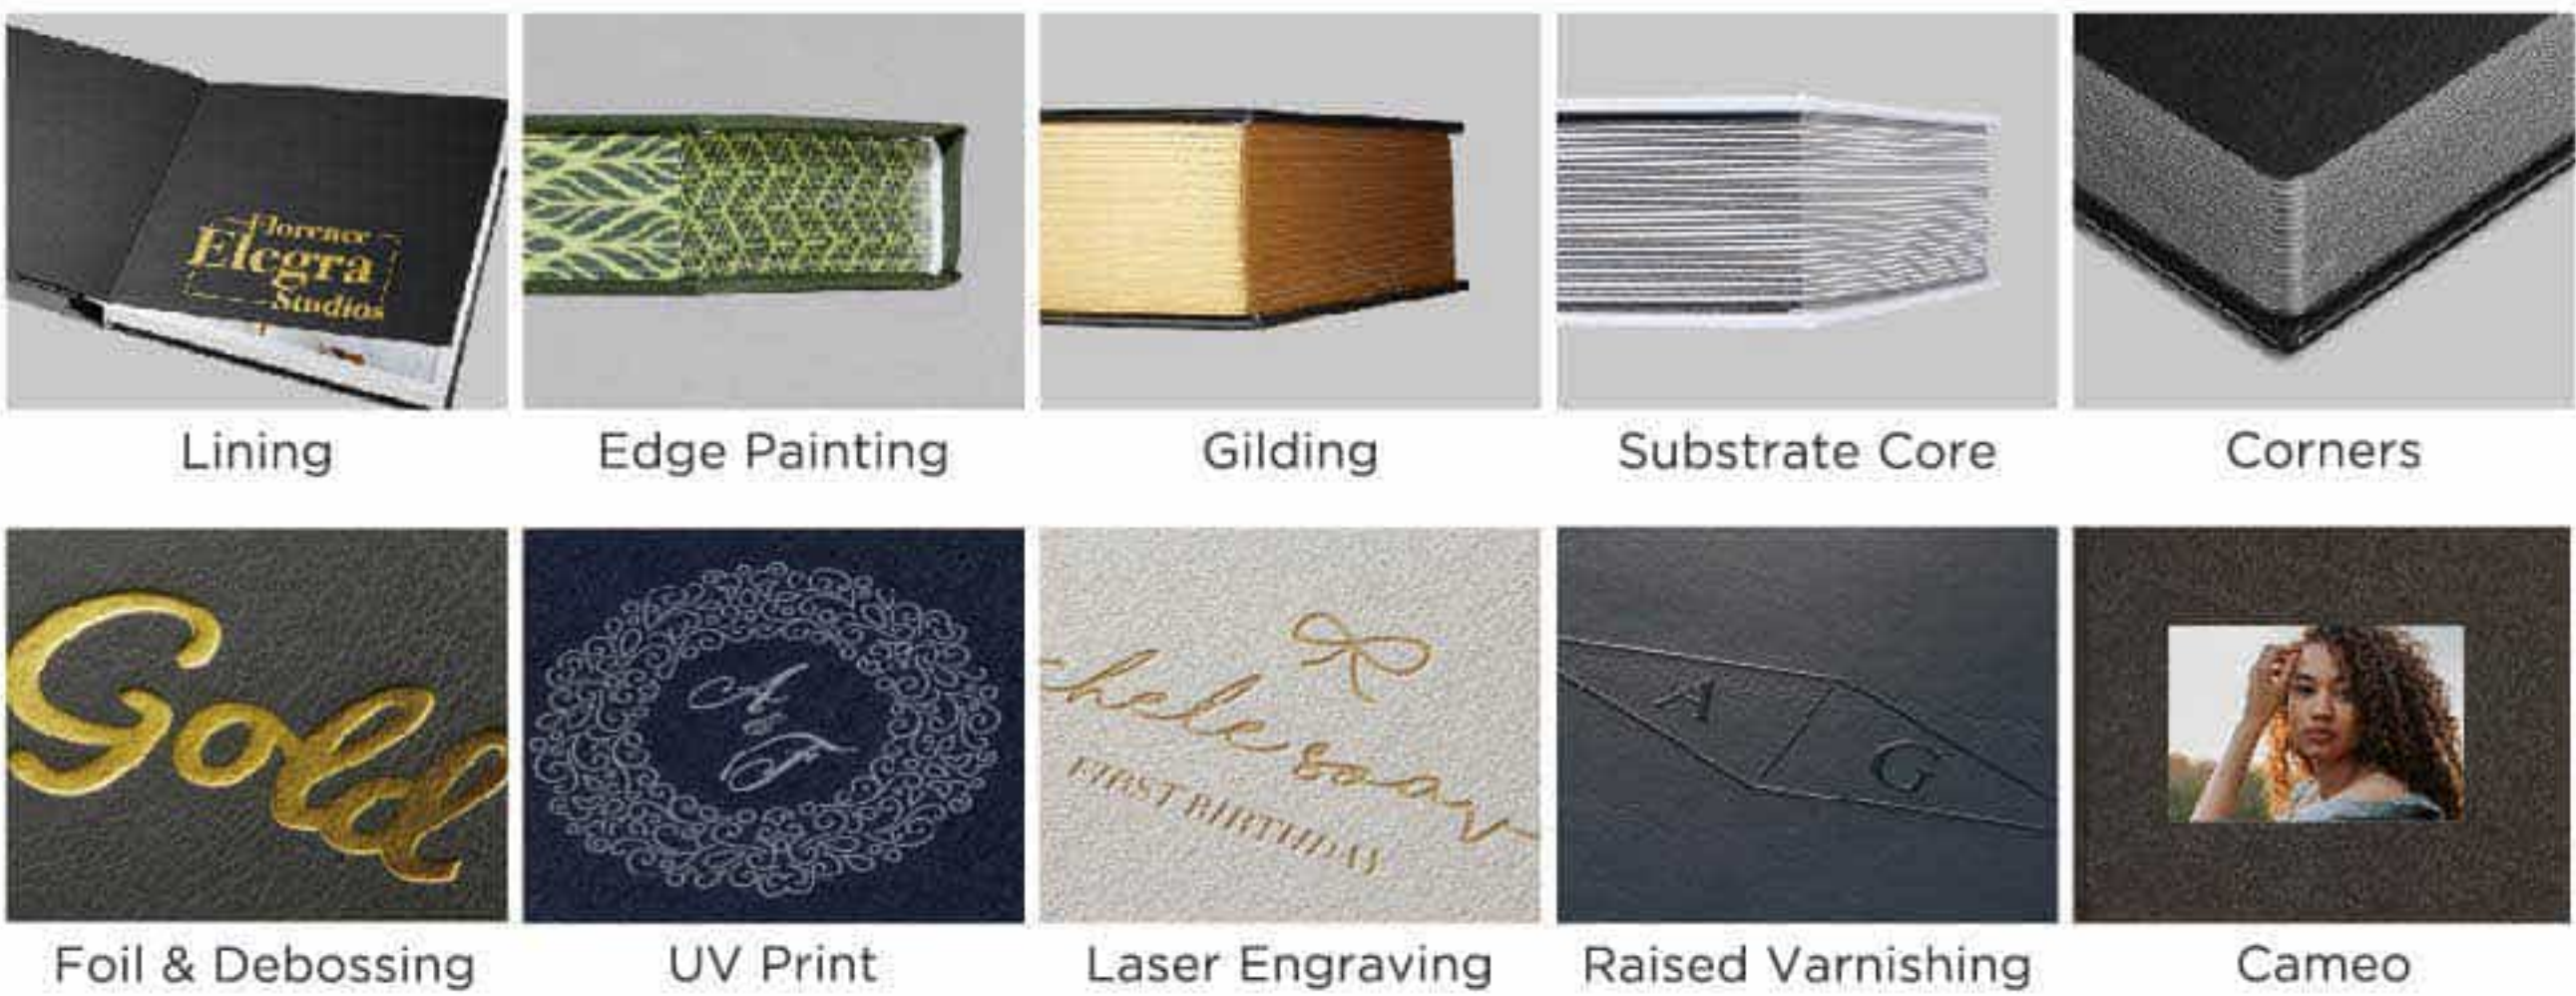 Florence
Elegra
Studios
Lining
Edge Painting
Gilding
Substrate Core
Corners
Gold
A
&
G
FIRST BIRTHDAY
Foil & Debossing
UV Print
Laser Engraving
Raised Varnishing
Cameo